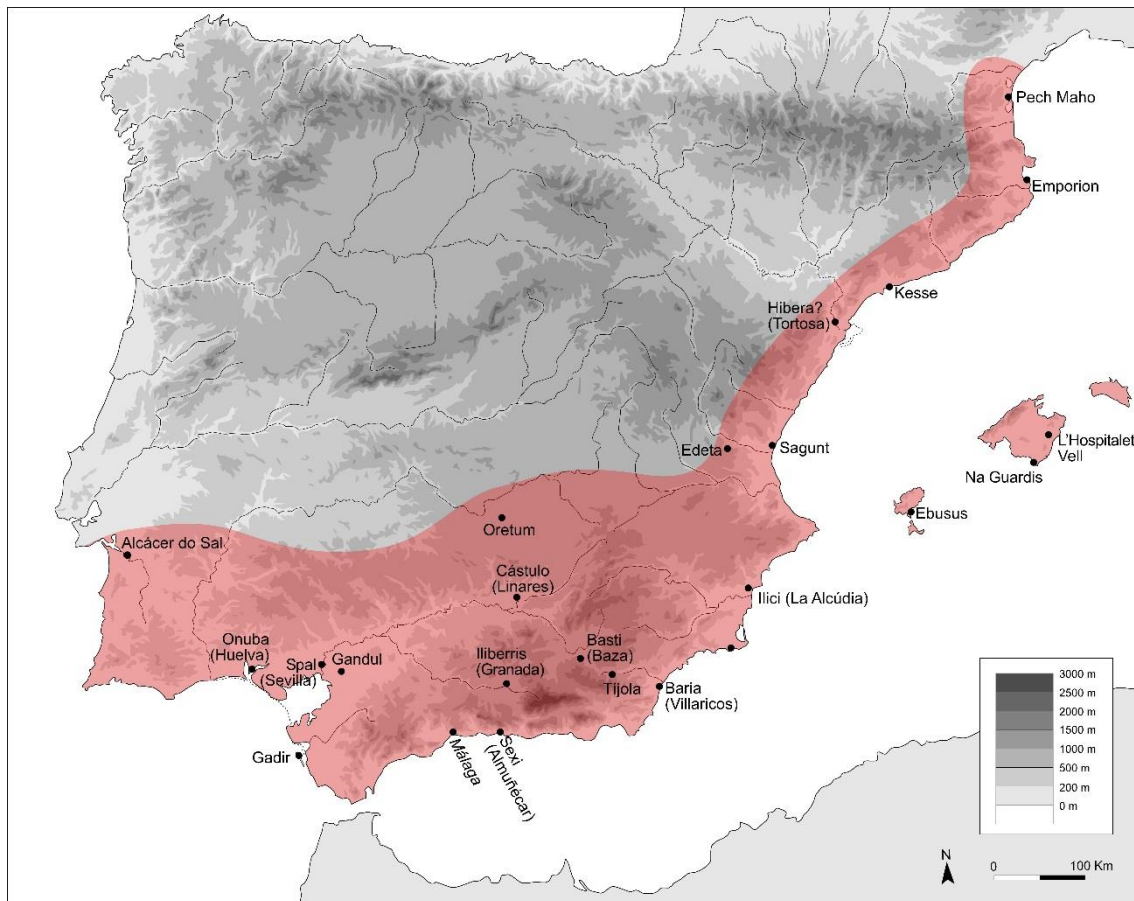 Pech Maho
Emporion
Kesse
Hibera?
(Tortosa)
Edeta
Sagunt
L'Hospitalet
Vell
Na Guardis
Ebusus
Oretum
Alcácer do Sal
Cástulo
(Linares)
Ilici (La Alcúdia)
Onuba
(Huelva)
Spal
(Sevilla)
Gandul
Iliberris
(Granada)
Basti
(Baza)
Tíjola
Baria
(Villaricos)
Gadir
Málaga
Sexi
(Almuñécar)
3000 m
2500 m
2000 m
1500 m
1000 m
500 m
200 m
0 m
N
0 100 Km